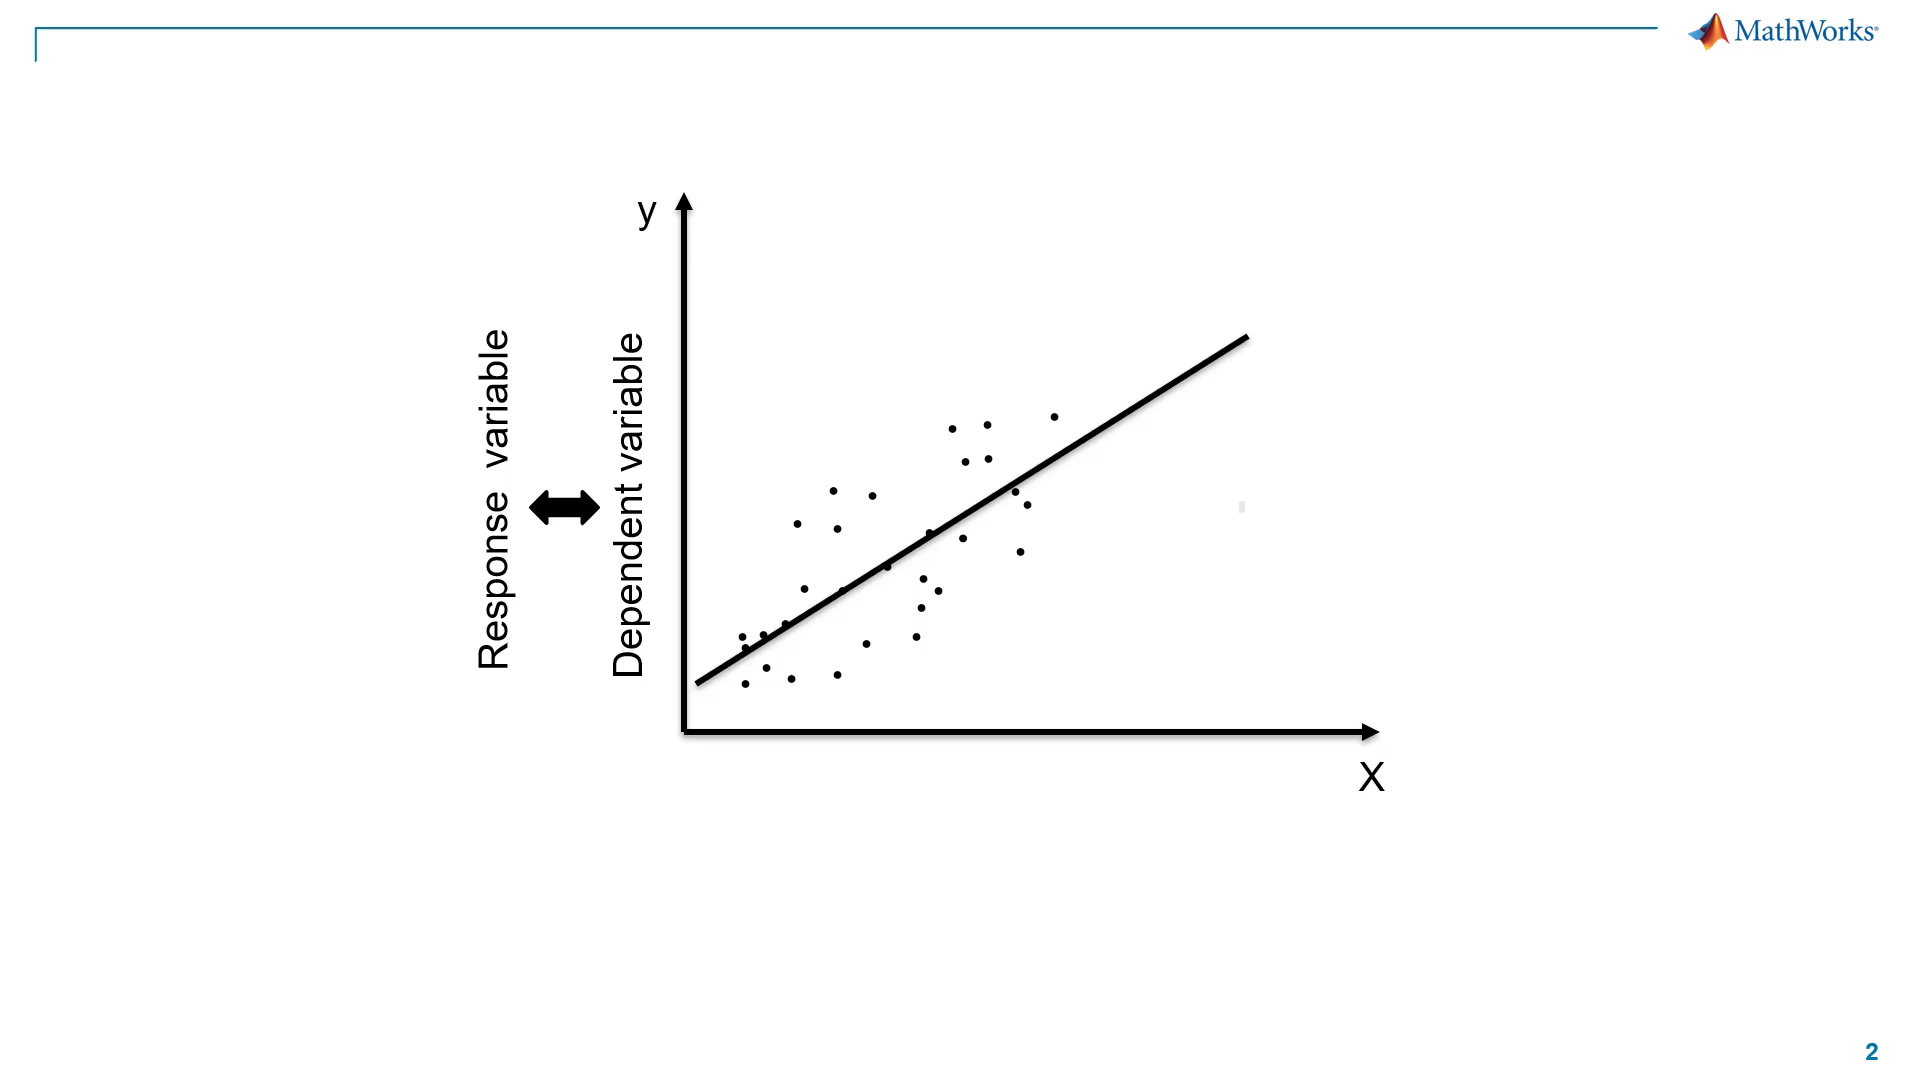 MathWorks®
y
Response variable
Dependent variable
X
2